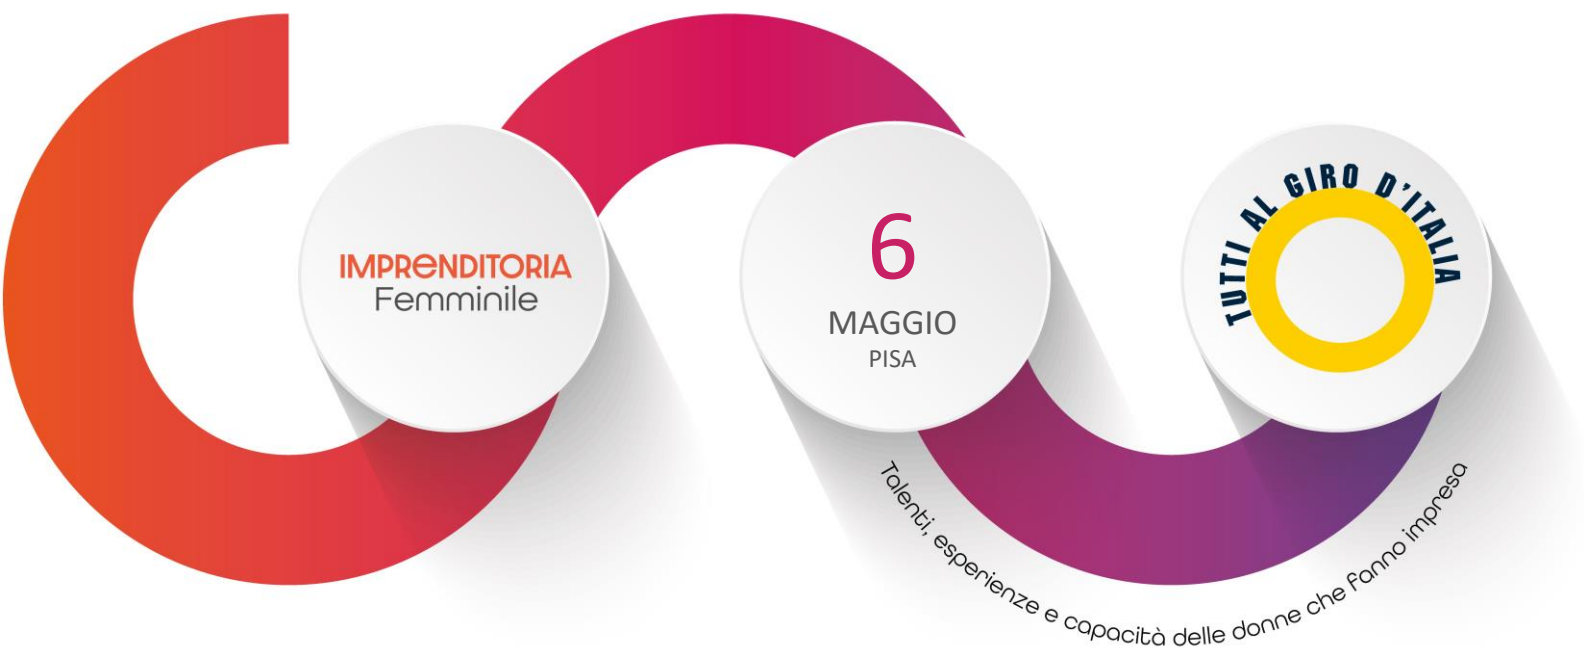 IMPRENDITORIA
Femminile
6
MAGGIO
PISA
TUTTI AL GIRO D'ITALIA
Talenti, esperienze e capacità delle donne che fanno impresa